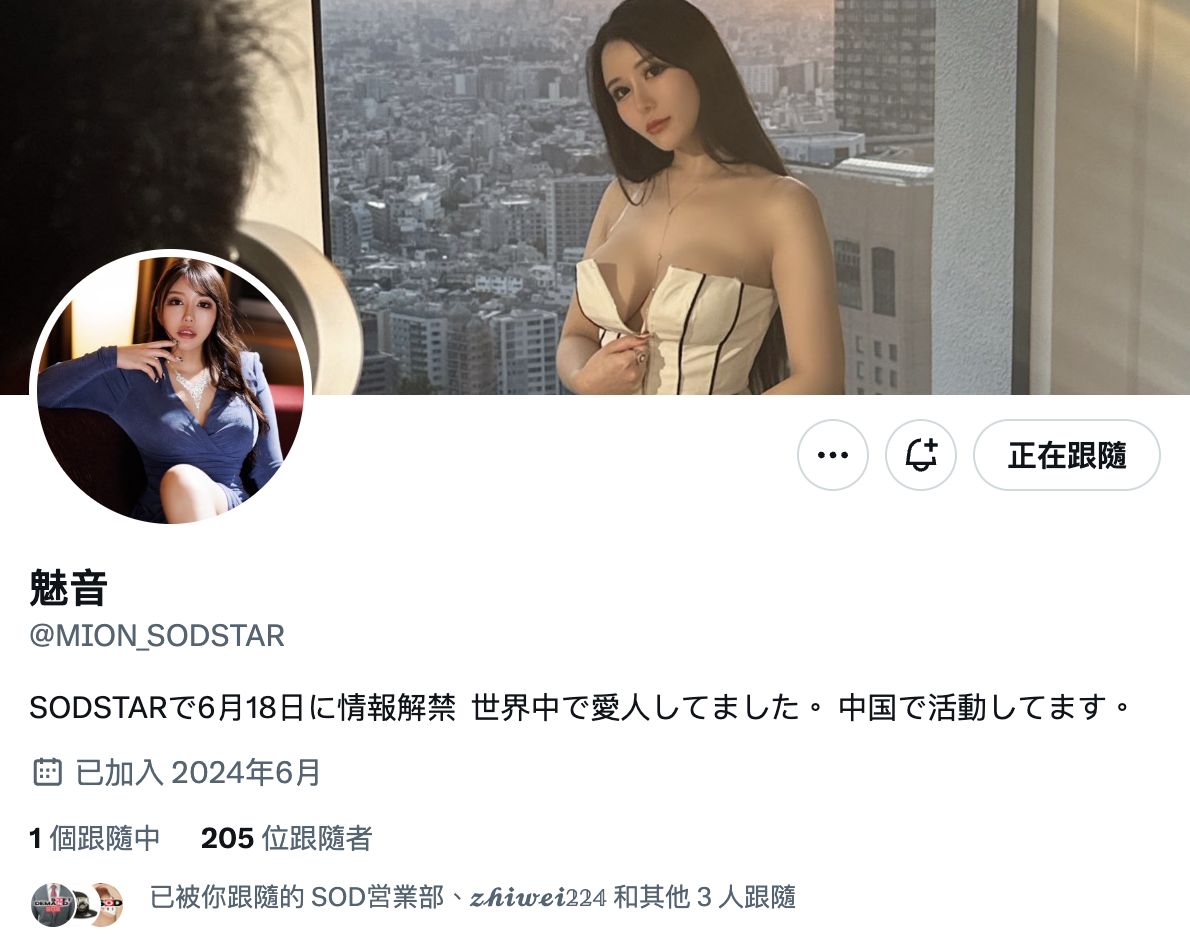 正在跟隨
魅音
@MION_SODSTAR
SODSTARで6月18日に情報解禁 世界中で愛人してました。 中国で活動してます。
已加入 2024年6月
1 個跟隨中 205 位跟隨者
已被你跟隨的 SOD営業部、𝒛𝒉𝒊𝒘𝒆𝒊𝟚𝟚𝟜 和其他 3 人跟隨